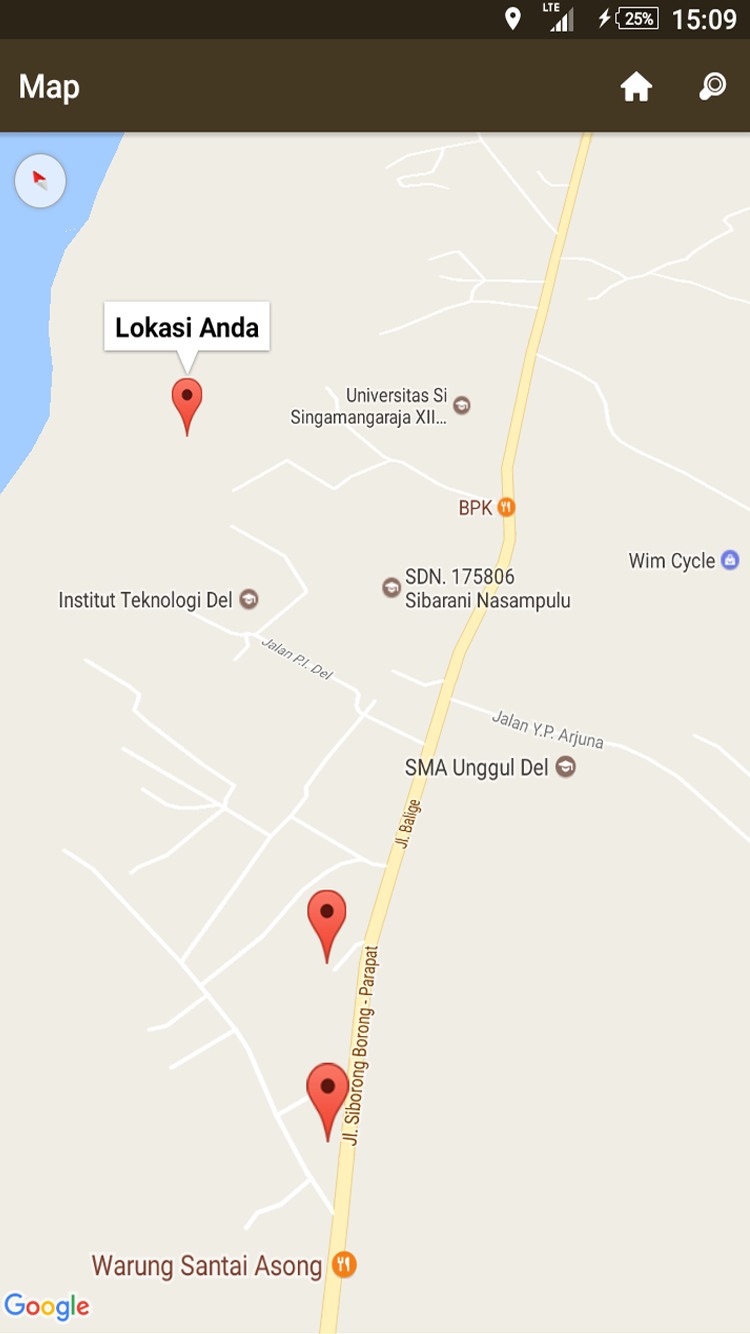 LTE
25% 15:09
Map
Lokasi Anda
Universitas Si
Singamangaraja XII...
BPK
Wim Cycle
SDN. 175806
Sibarani Nasampulu
Institut Teknologi Del
Jalan P.I. Del
Jalan Y.P. Arjuna
SMA Unggul Del
Jl. Balige
Jl. Siborong Borong - Parapat
Warung Santai Asong
Google